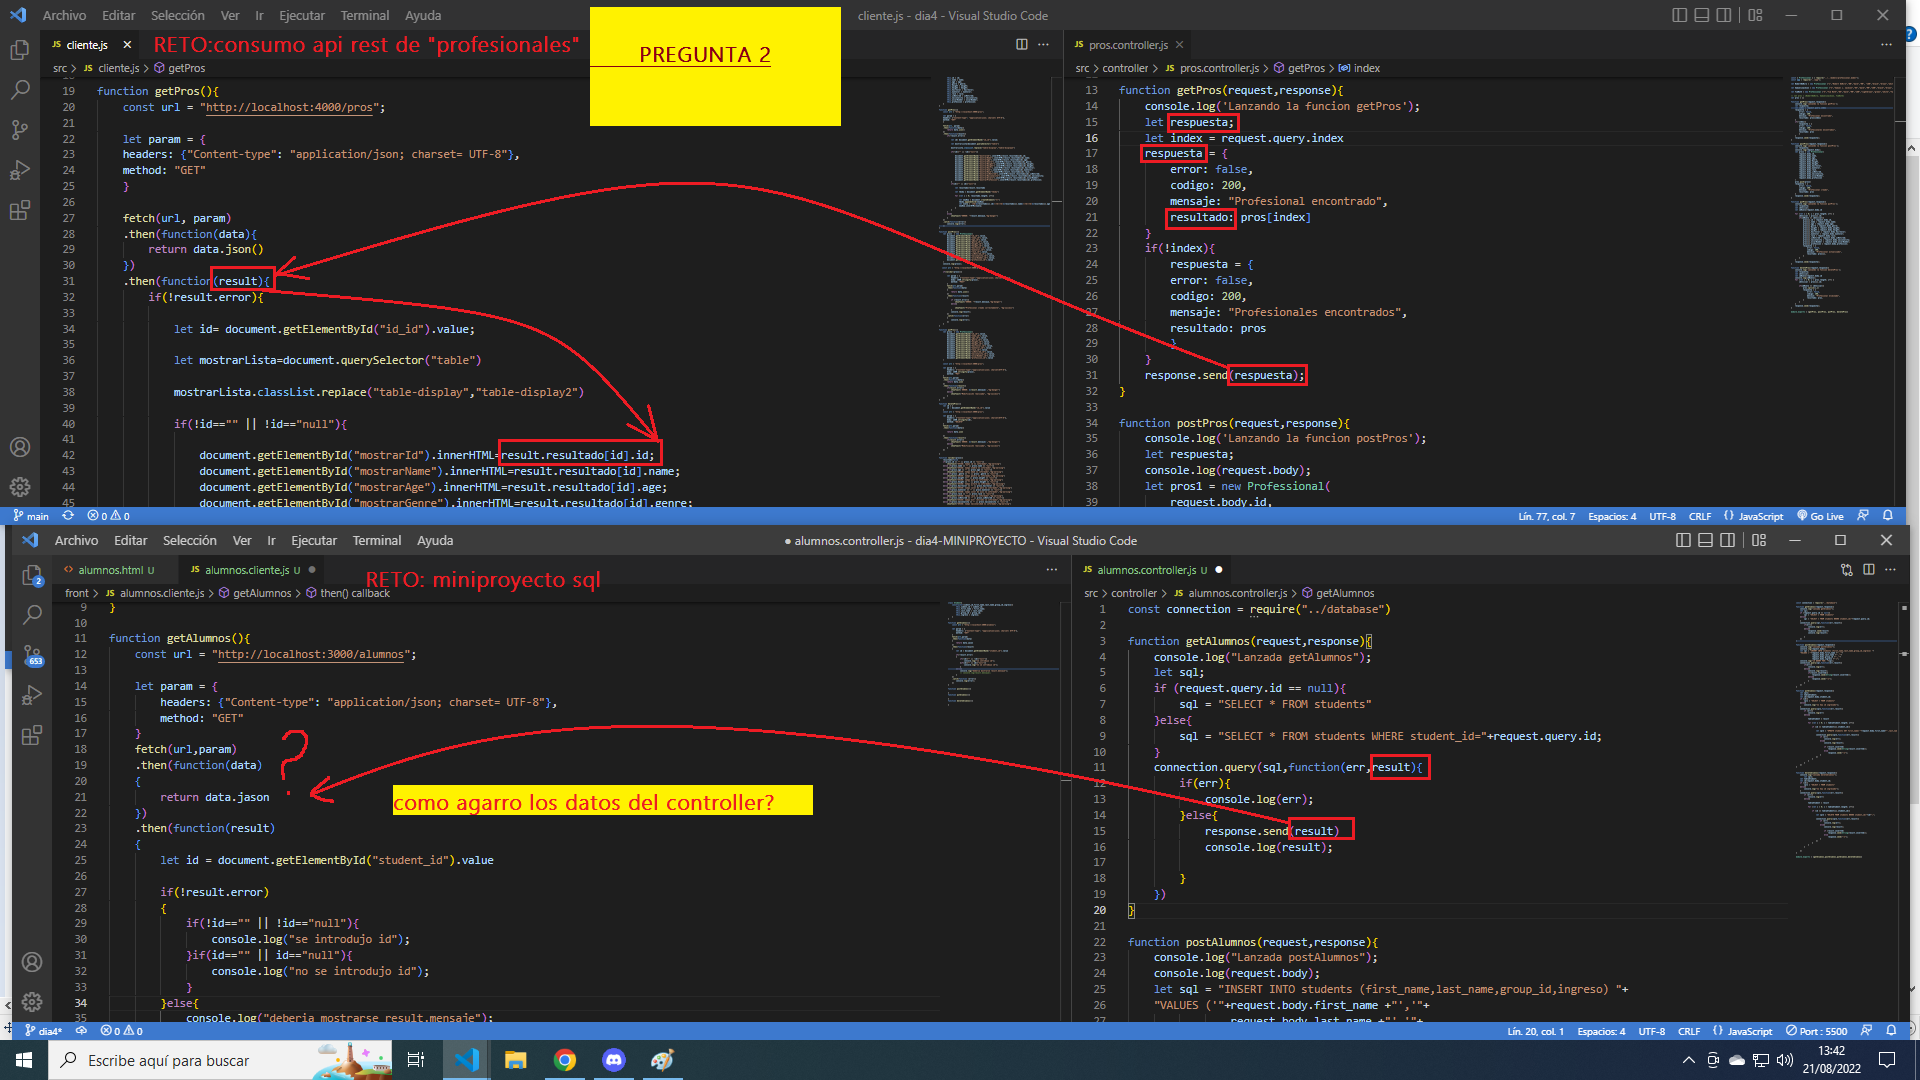 Archivo Editar Selección Ver Ir Ejecutar Terminal Ayuda
cliente.js - dia4 - Visual Studio Code
JS cliente.js
RETO:consumo api rest de "profesionales"
PREGUNTA 2
src > JS cliente.js > getPros
19 function getPros(){
20 const url = "http://localhost:4000/pros";
21
22 let param = {
23 headers: {"Content-type": "application/json; charset= UTF-8"},
24 method: "GET"
25 }
26
27 fetch(url, param)
28 .then(function(data){
29 return data.json()
30 })
31 .then(function(result){
32 if(!result.error){
33
34 let id= document.getElementById("id_id").value;
35
36 let mostrarLista=document.querySelector("table")
37
38 mostrarLista.classList.replace("table-display","table-display2")
39
40 if(!id=="" || !id=="null"){
41
42 document.getElementById("mostrarId").innerHTML=result.resultado[id].id;
43 document.getElementById("mostrarName").innerHTML=result.resultado[id].name;
44 document.getElementById("mostrarAge").innerHTML=result.resultado[id].age;
45 document.getElementById("mostrarGenre").innerHTML=result.resultado[id].genre;
JS pros.controller.js
src > controller > JS pros.controller.js > getPros > index
13 function getPros(request,response){
14 console.log('Lanzando la funcion getPros');
15 let respuesta;
16 let index = request.query.index
17 respuesta = {
18 error: false,
19 codigo: 200,
20 mensaje: "Profesional encontrado",
21 resultado: pros[index]
22 }
23 if(!index){
24 respuesta = {
25 error: false,
26 codigo: 200,
27 mensaje: "Profesionales encontrados",
28 resultado: pros
29 }
30 }
31 response.send(respuesta);
32 }
33
34 function postPros(request,response){
35 console.log('Lanzando la funcion postPros');
36 let respuesta;
37 console.log(request.body);
38 let pros1 = new Professional(
39 request.body.id,
main 0 0
Lín. 77, col. 7 Espacios: 4 UTF-8 CRLF JavaScript Go Live
Archivo Editar Selección Ver Ir Ejecutar Terminal Ayuda
● alumnos.controller.js - dia4-MINIPROYECTO - Visual Studio Code
alumnos.html U
JS alumnos.cliente.js U
RETO: miniproyecto sql
front > JS alumnos.cliente.js > getAlumnos > then() callback
9 }
10
11 function getAlumnos(){
12 const url = "http://localhost:3000/alumnos";
13
14 let param = {
15 headers: {"Content-type": "application/json; charset= UTF-8"},
16 method: "GET"
17 }
18 fetch(url,param)
19 .then(function(data)
20 {
21 return data.jason
22 })
23 .then(function(result)
24 {
25 let id = document.getElementById("student_id").value
26
27 if(!result.error)
28 {
29 if(!id=="" || !id=="null"){
30 console.log("se introdujo id");
31 }if(id=="" || id=="null"){
32 console.log("no se introdujo id");
33 }
34 }else{
35 console.log("deberia mostrarse result.mensaje");
?
como agarro los datos del controller?
2
653
JS alumnos.controller.js U
src > controller > JS alumnos.controller.js > getAlumnos
1 const connection = require("../database")
2
3 function getAlumnos(request,response){
4 console.log("Lanzada getAlumnos");
5 let sql;
6 if (request.query.id == null){
7 sql = "SELECT * FROM students"
8 }else{
9 sql = "SELECT * FROM students WHERE student_id="+request.query.id;
10 }
11 connection.query(sql,function(err,result){
12 if(err){
13 console.log(err);
14 }else{
15 response.send(result)
16 console.log(result);
17
18 }
19 })
20 }
21
22 function postAlumnos(request,response){
23 console.log("Lanzada postAlumnos");
24 console.log(request.body);
25 let sql = "INSERT INTO students (first_name,last_name,group_id,ingreso) "+
26 "VALUES ('"+request.body.first_name +"','"+
27 request.body.last_name +"','"+
dia4* 0 0
Lín. 20, col. 1 Espacios: 4 UTF-8 CRLF JavaScript Port : 5500
Escribe aquí para buscar
13:42
21/08/2022